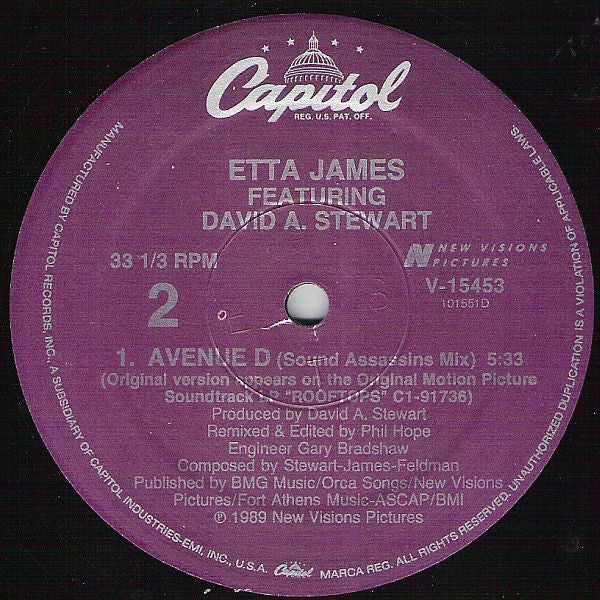 Capitol
REG. U.S. PAT. OFF.
ETTA JAMES
FEATURING
DAVID A. STEWART
33 1/3 RPM
NEW VISIONS
PICTURES
2
V-15453
101551D
1. AVENUE D (Sound Assassins Mix) 5:33
(Original version appears on the Original Motion Picture
Soundtrack LP "ROOFTOPS" C1-91736)
Produced by David A. Stewart
Remixed & Edited by Phil Hope
Engineer Gary Bradshaw
Composed by Stewart-James-Feldman
Published by BMG Music/Orca Songs/New Visions
Pictures/Fort Athens Music-ASCAP/BMI
℗ 1989 New Visions Pictures
MANUFACTURED BY CAPITOL RECORDS, INC., A SUBSIDIARY OF CAPITOL INDUSTRIES-EMI, INC., U.S.A. Capitol MARCA REG. ALL RIGHTS RESERVED. UNAUTHORIZED DUPLICATION IS A VIOLATION OF APPLICABLE LAWS.